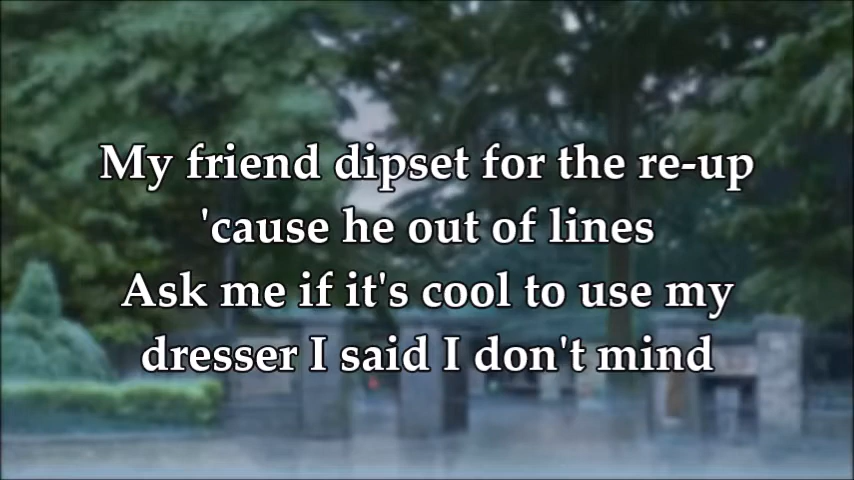 My friend dipset for the re-up
'cause he out of lines
Ask me if it's cool to use my
dresser I said I don't mind